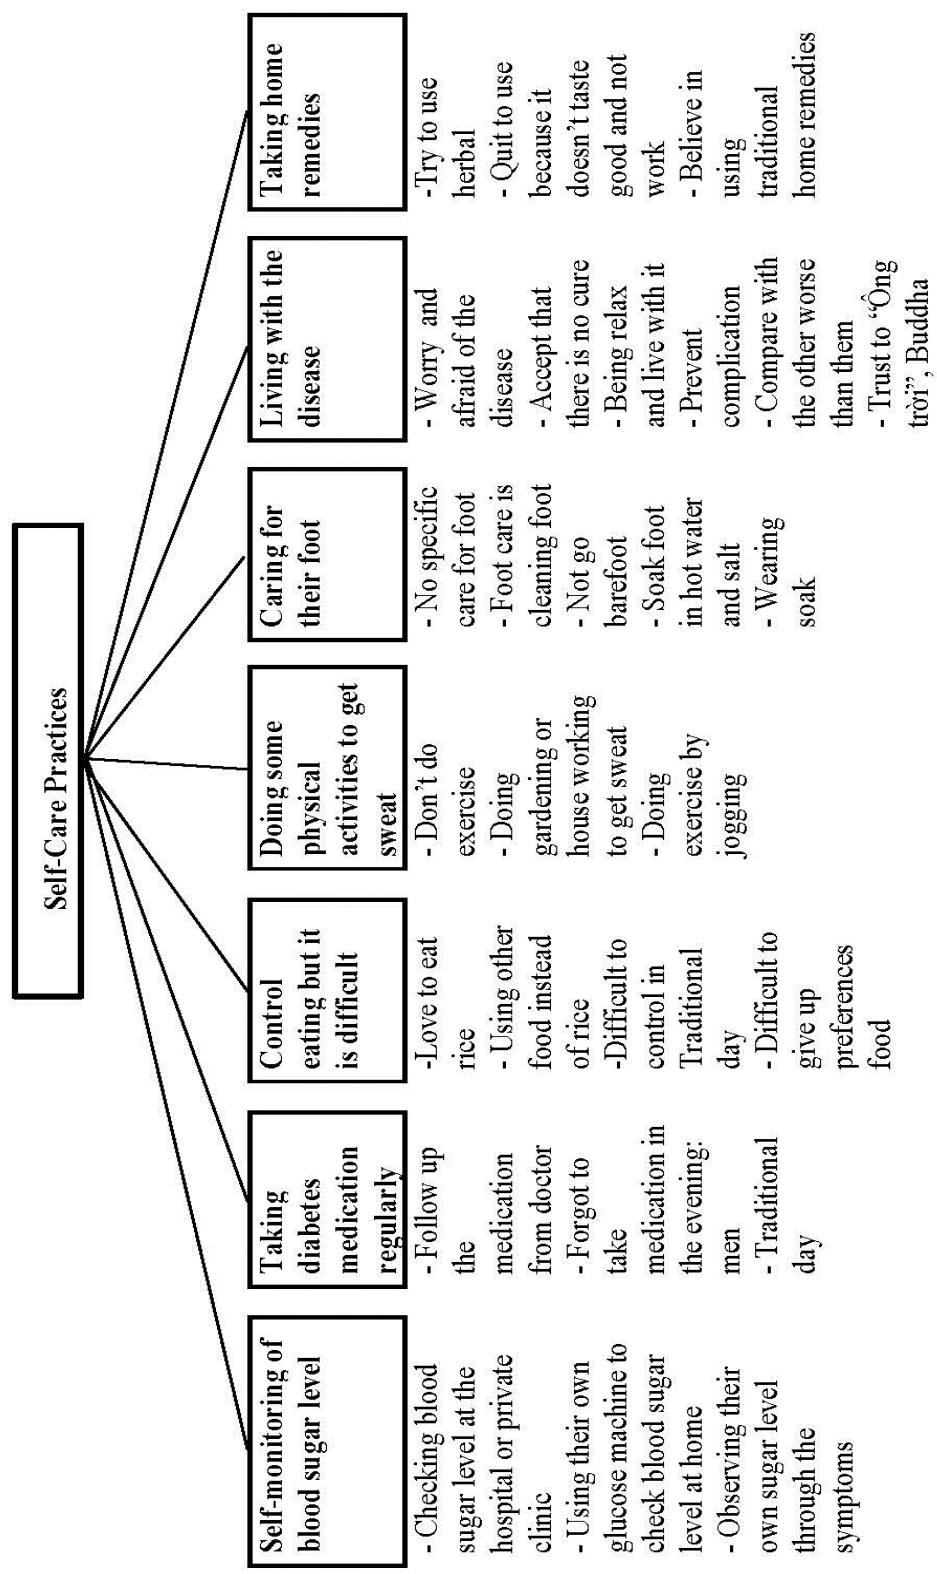 Self-Care Practices
Self-monitoring of
blood sugar level
- Checking blood
sugar level at the
hospital or private
clinic
- Using their own
glucose machine to
check blood sugar
level at home
- Observing their
own sugar level
through the
symptoms
Taking
diabetes
medication
regularly
- Follow up
the
medication
from doctor
- Forgot to
take
medication in
the evening:
men
- Traditional
day
Control
eating but it
is difficult
-Love to eat
rice
- Using other
food instead
of rice
-Difficult to
control in
Traditional
day
- Difficult to
give up
preferences
food
Doing some
physical
activities to get
sweat
- Don’t do
exercise
- Doing
gardening or
house working
to get sweat
- Doing
exercise by
jogging
Caring for
their foot
- No specific
care for foot
- Foot care is
cleaning foot
- Not go
barefoot
- Soak foot
in hot water
and salt
- Wearing
soak
Living with the
disease
- Worry and
afraid of the
disease
- Accept that
there is no cure
- Being relax
and live with it
- Prevent
complication
- Compare with
the other worse
than them
- Trust to “Ông
trời”, Buddha
Taking home
remedies
-Try to use
herbal
- Quit to use
because it
doesn’t taste
good and not
work
- Believe in
using
traditional
home remedies